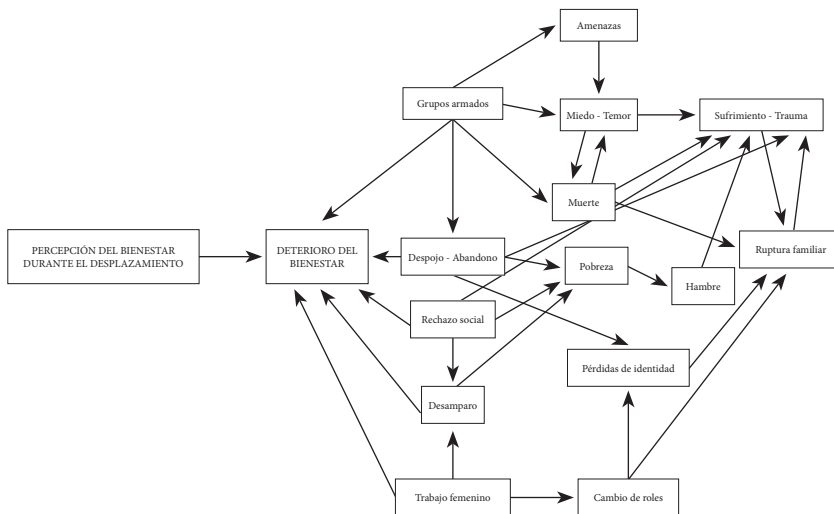 Amenazas
Grupos armados
Miedo - Temor
Sufrimiento - Trauma
Muerte
PERCEPCIÓN DEL BIENESTAR
DURANTE EL DESPLAZAMIENTO
DETERIORO DEL
BIENESTAR
Despojo - Abandono
Pobreza
Ruptura familiar
Hambre
Rechazo social
Pérdidas de identidad
Desamparo
Trabajo femenino
Cambio de roles